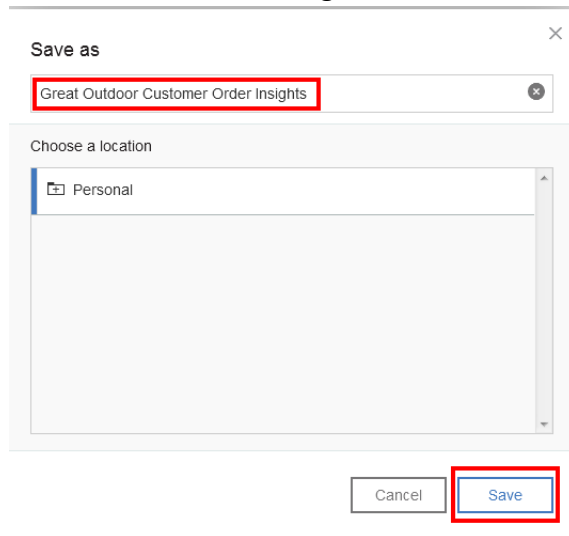 Save as
Great Outdoor Customer Order Insights
Choose a location
Personal
Cancel Save